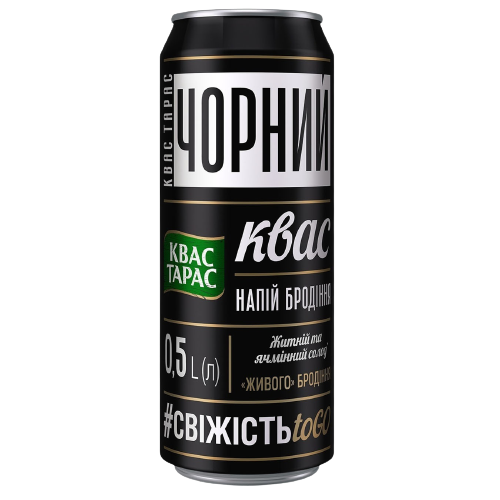 КВАС ТАРАС
ЧОРНИЙ
КВАС
ТАРАС
квас
НАПІЙ БРОДІННЯ
0,5 L (л)
Житній та
ячмінний солод
«ЖИВОГО» БРОДІННЯ
#СВІЖІСТЬtoGO